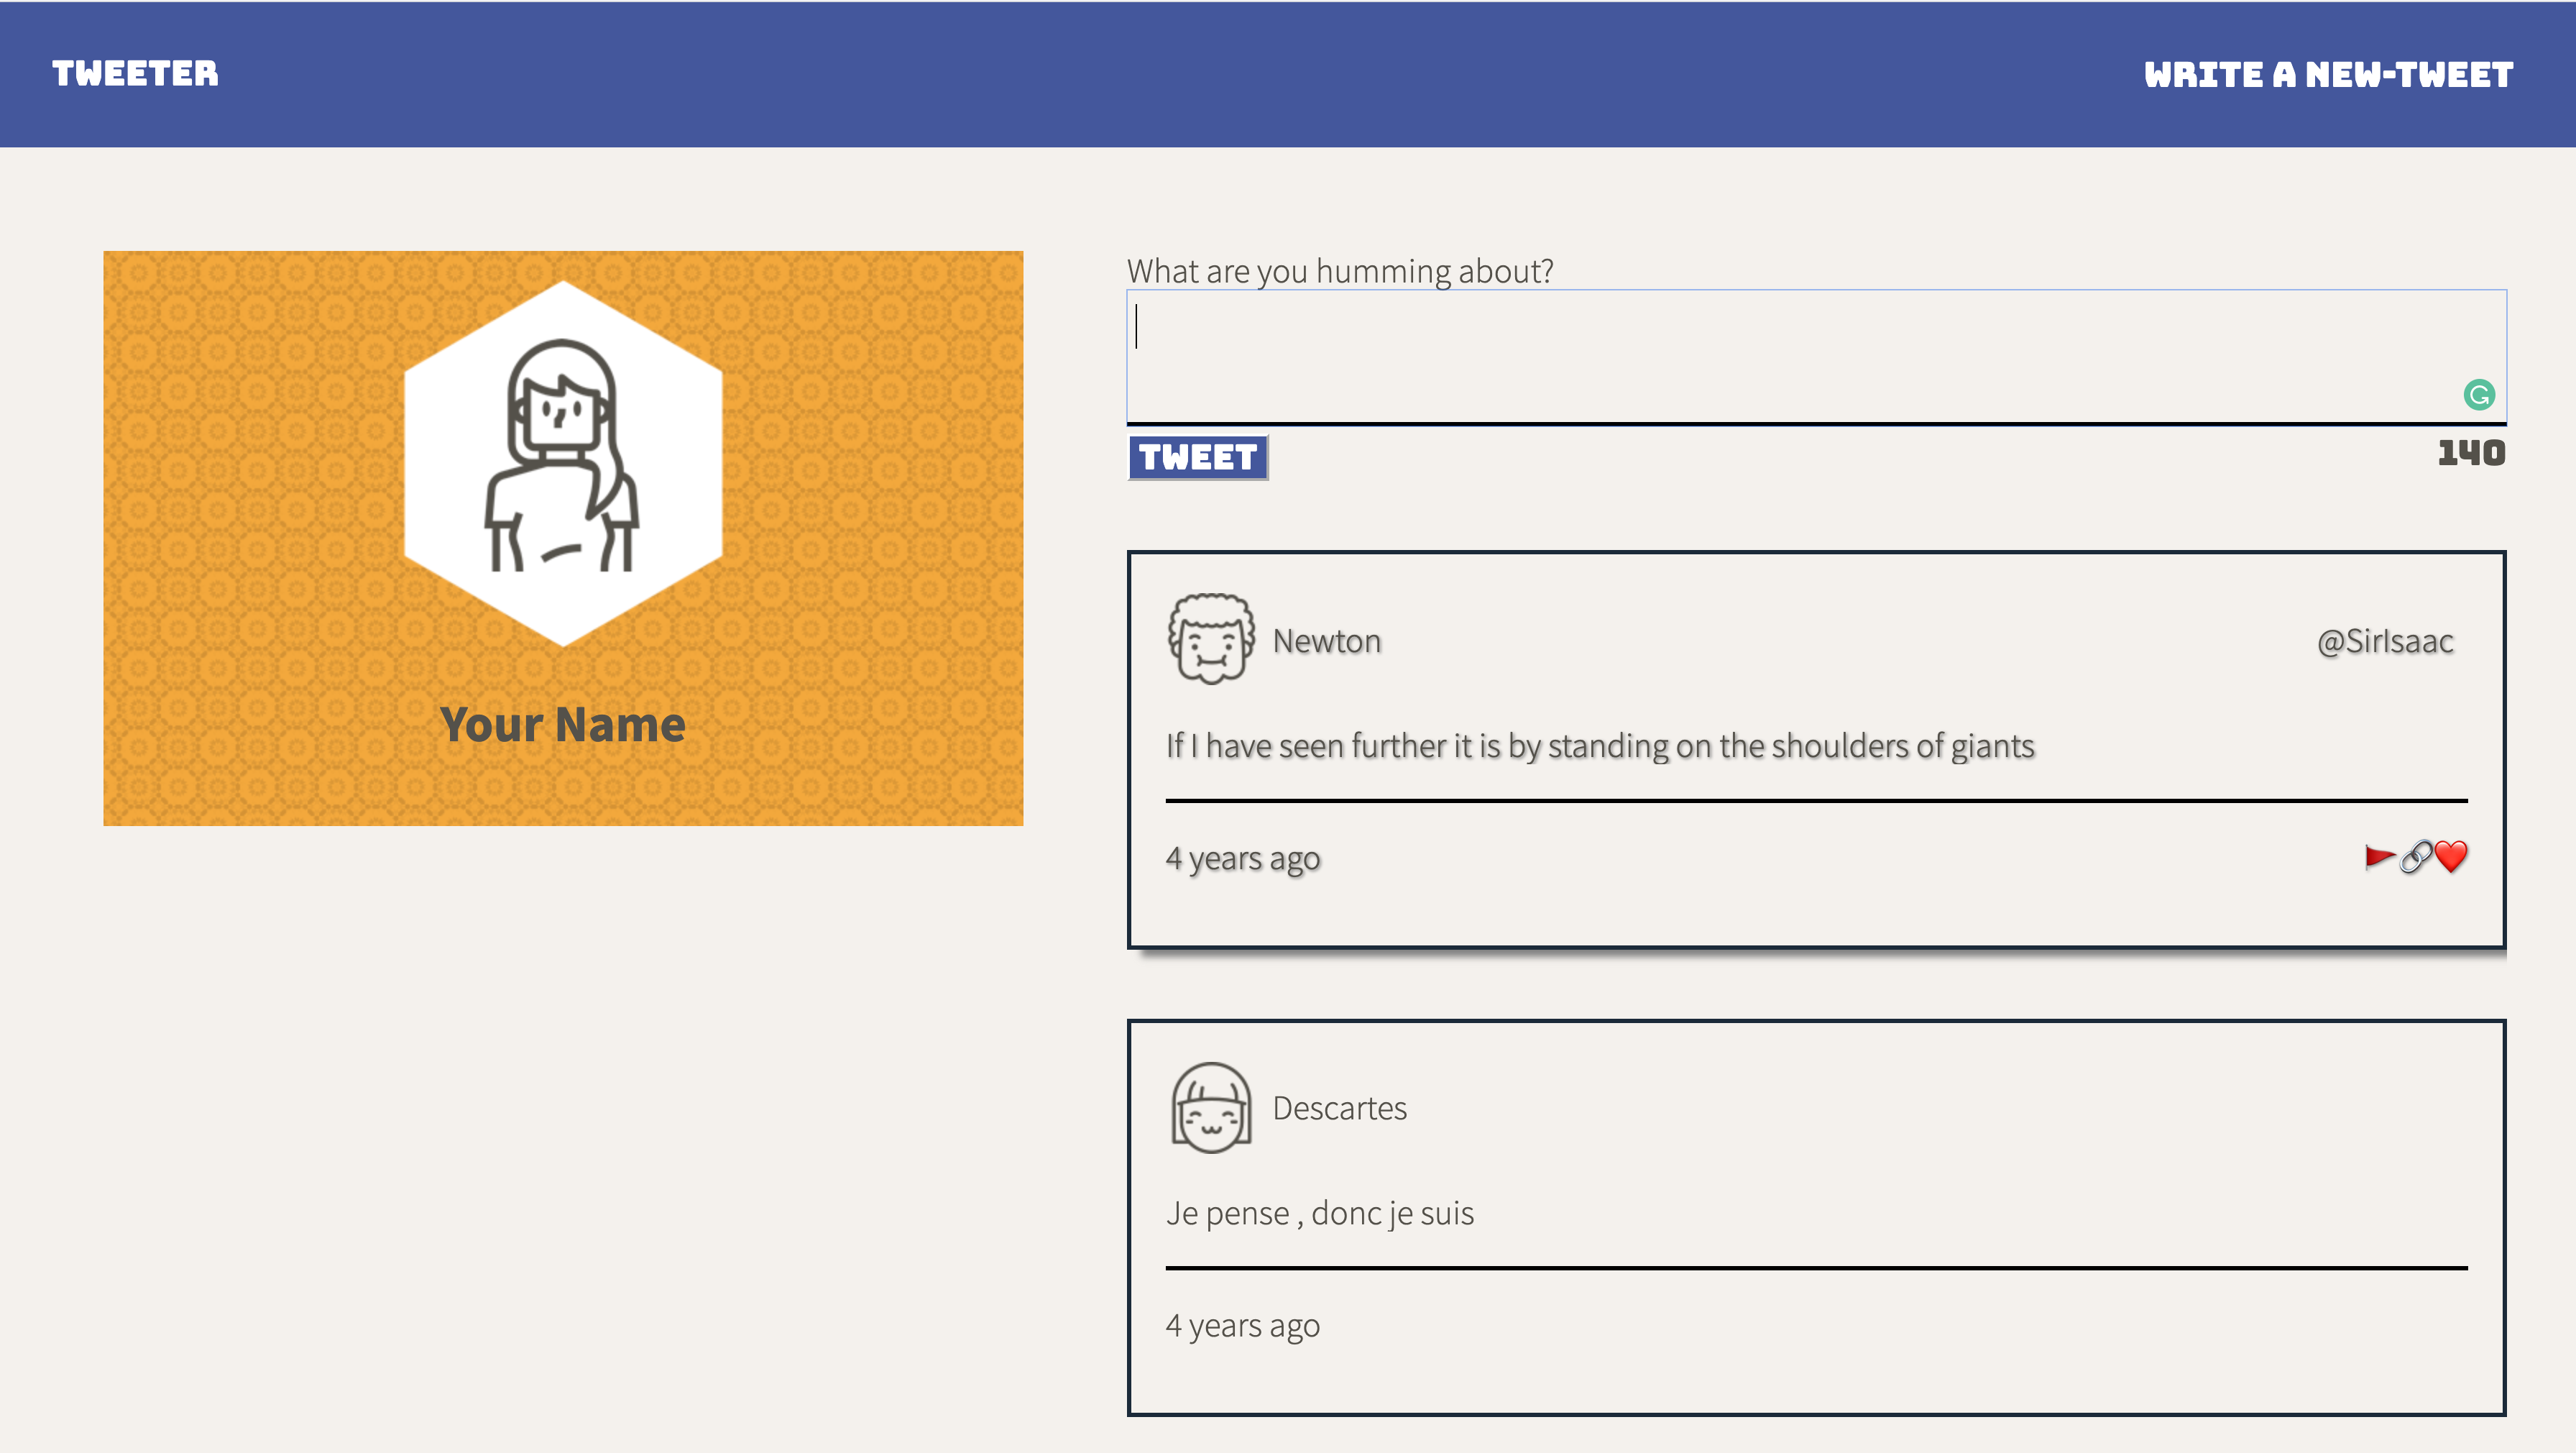 TWEETER
WRITE A NEW-TWEET
Your Name
What are you humming about?
TWEET
140
Newton
@SirIsaac
If I have seen further it is by standing on the shoulders of giants
4 years ago
Descartes
Je pense , donc je suis
4 years ago